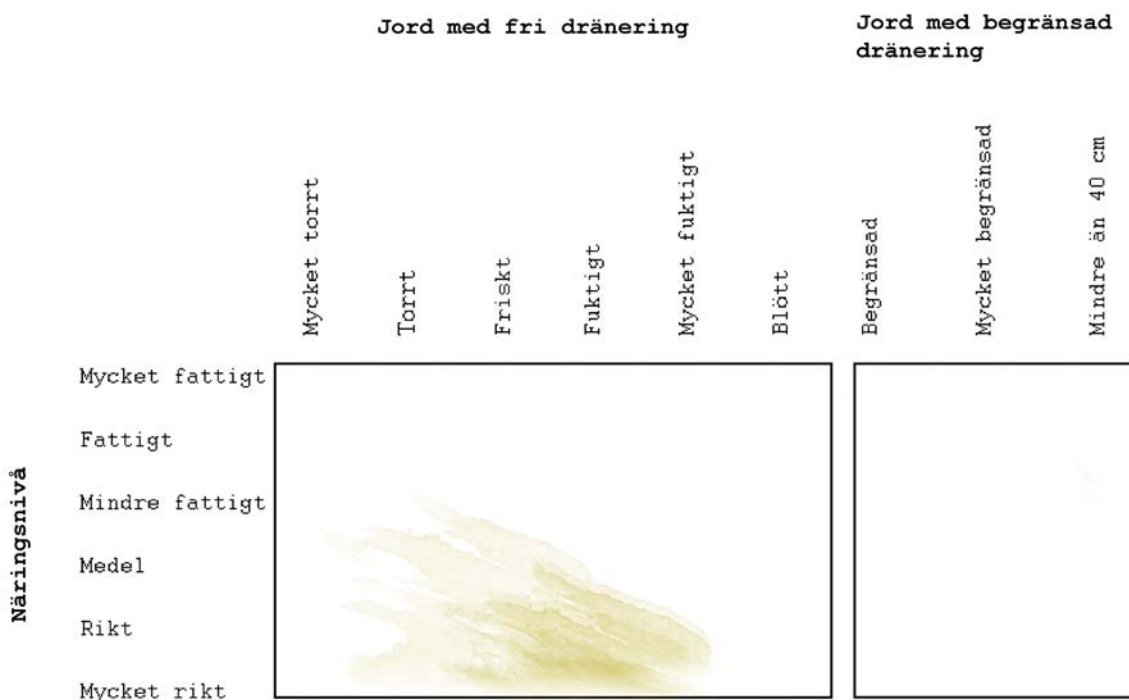 Jord med fri dränering
Jord med begränsad
dränering
Mycket torrt
Torrt
Friskt
Fuktigt
Mycket fuktigt
Blött
Begränsad
Mycket begränsad
Mindre än 40 cm
Näringsnivå
Mycket fattigt
Fattigt
Mindre fattigt
Medel
Rikt
Mycket rikt